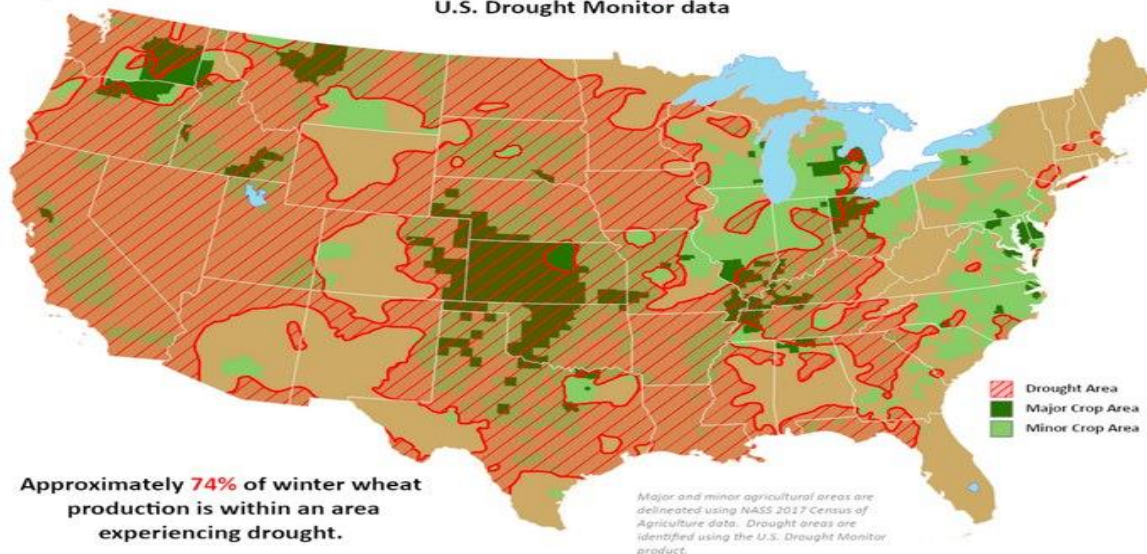 U.S. Drought Monitor data
Drought Area
Major Crop Area
Minor Crop Area
Approximately 74% of winter wheat
production is within an area
experiencing drought.
Major and minor agricultural areas are
delineated using NASS 2017 Census of
Agriculture data. Drought areas are
identified using the U.S. Drought Monitor
product.